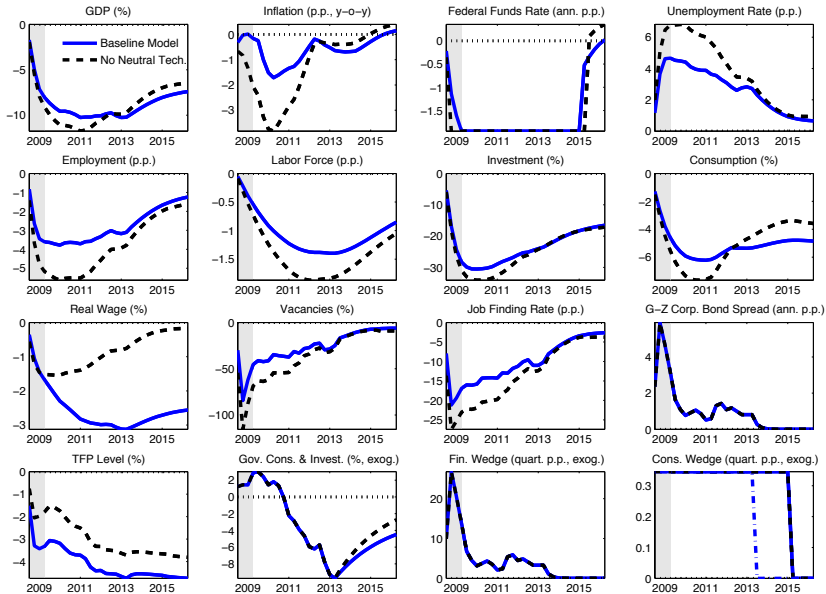 GDP (%)
Inflation (p.p., y−o−y)
Federal Funds Rate (ann. p.p.)
Unemployment Rate (p.p.)
Baseline Model
No Neutral Tech.
−5
−10
2009 2011 2013 2015
0
−1
−2
−3
2009 2011 2013 2015
0
−0.5
−1
−1.5
2009 2011 2013 2015
6
4
2
0
2009 2011 2013 2015
Employment (p.p.)
Labor Force (p.p.)
Investment (%)
Consumption (%)
0
−1
−2
−3
−4
−5
2009 2011 2013 2015
0
−0.5
−1
−1.5
2009 2011 2013 2015
0
−10
−20
−30
2009 2011 2013 2015
0
−2
−4
−6
2009 2011 2013 2015
Real Wage (%)
Vacancies (%)
Job Finding Rate (p.p.)
G−Z Corp. Bond Spread (ann. p.p.)
0
−1
−2
−3
2009 2011 2013 2015
0
−50
−100
2009 2011 2013 2015
0
−5
−10
−15
−20
−25
2009 2011 2013 2015
4
2
0
2009 2011 2013 2015
TFP Level (%)
Gov. Cons. & Invest. (%, exog.)
Fin. Wedge (quart. p.p., exog.)
Cons. Wedge (quart. p.p., exog.)
0
−1
−2
−3
−4
2009 2011 2013 2015
2
0
−2
−4
−6
−8
2009 2011 2013 2015
20
10
0
2009 2011 2013 2015
0.3
0.2
0.1
0
2009 2011 2013 2015